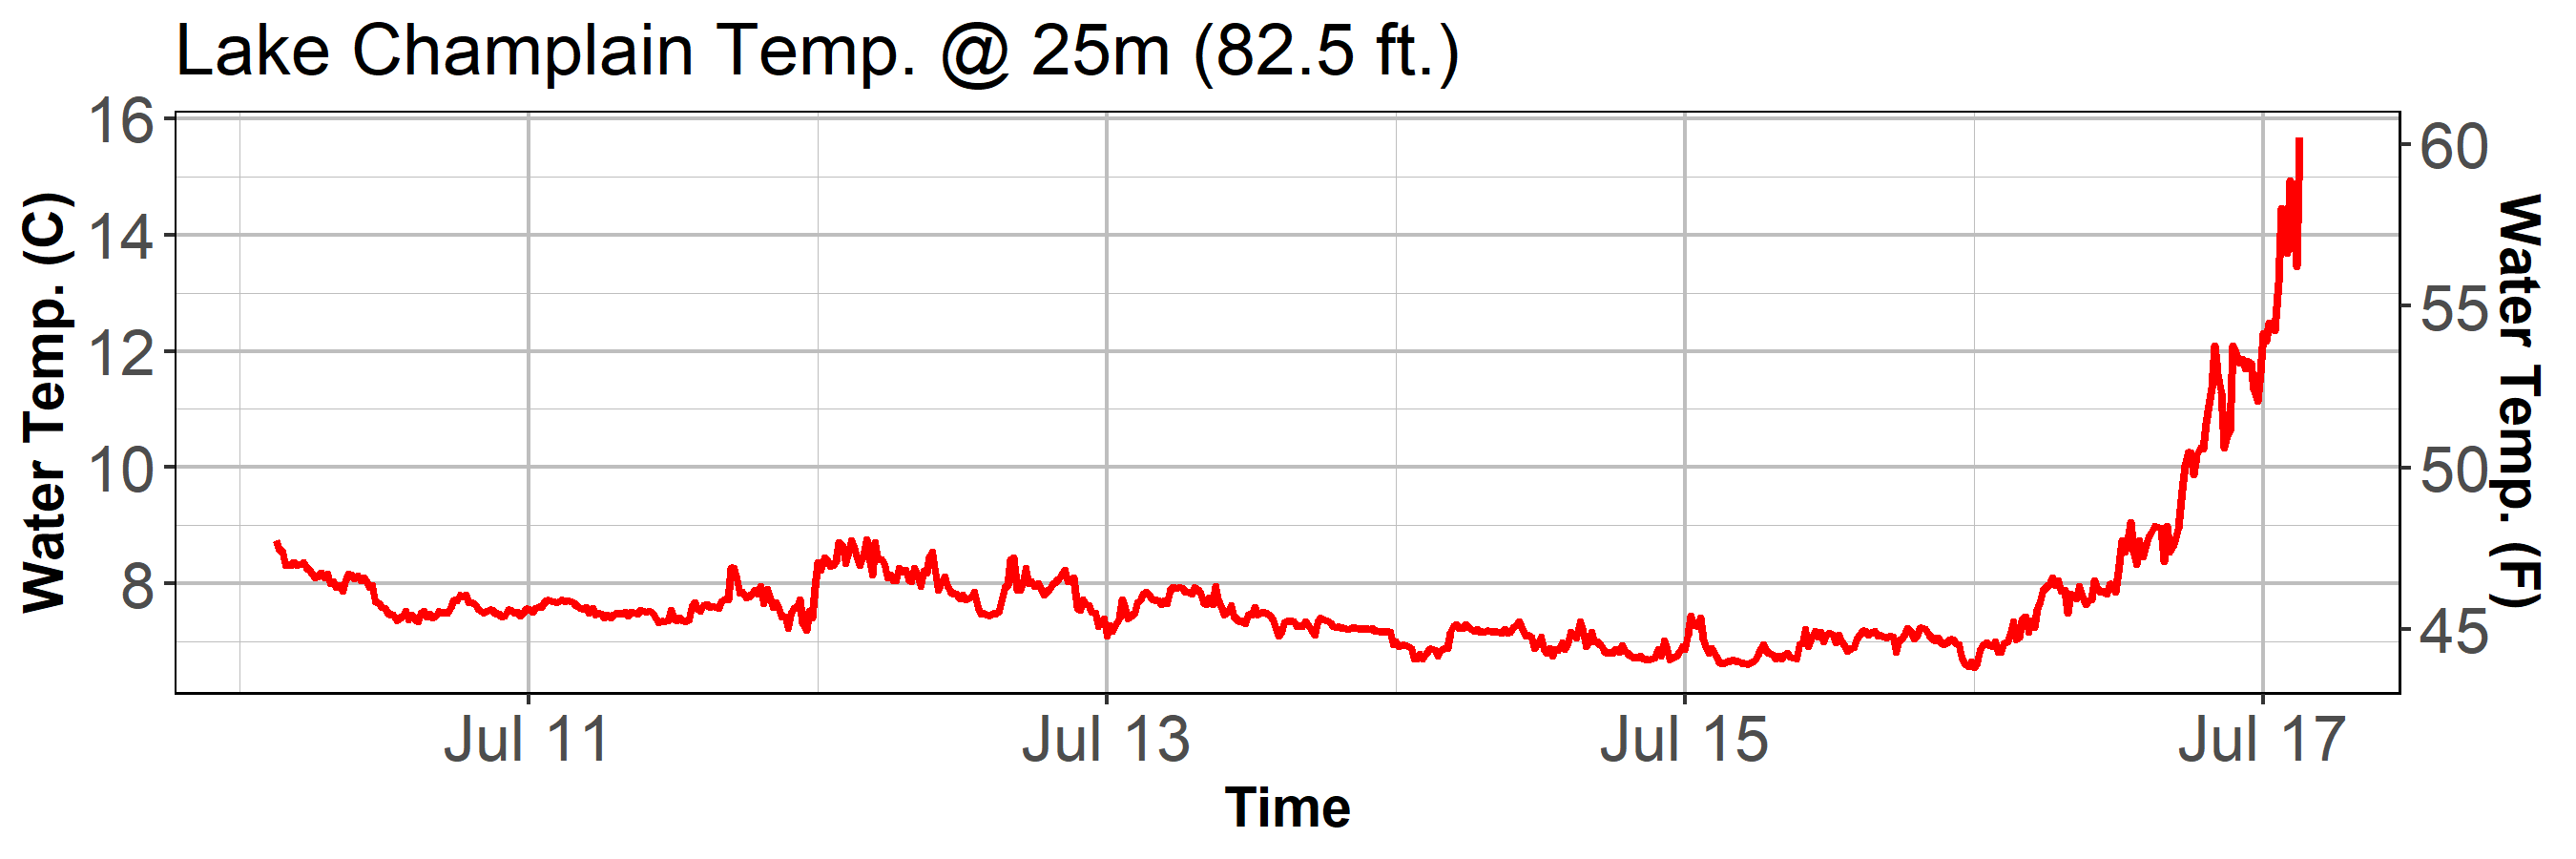 Lake Champlain Temp. @ 25m (82.5 ft.)
Water Temp. (C)
16
14
12
10
8
60
55
50
45
Water Temp. (F)
Jul 11
Jul 13
Jul 15
Jul 17
Time